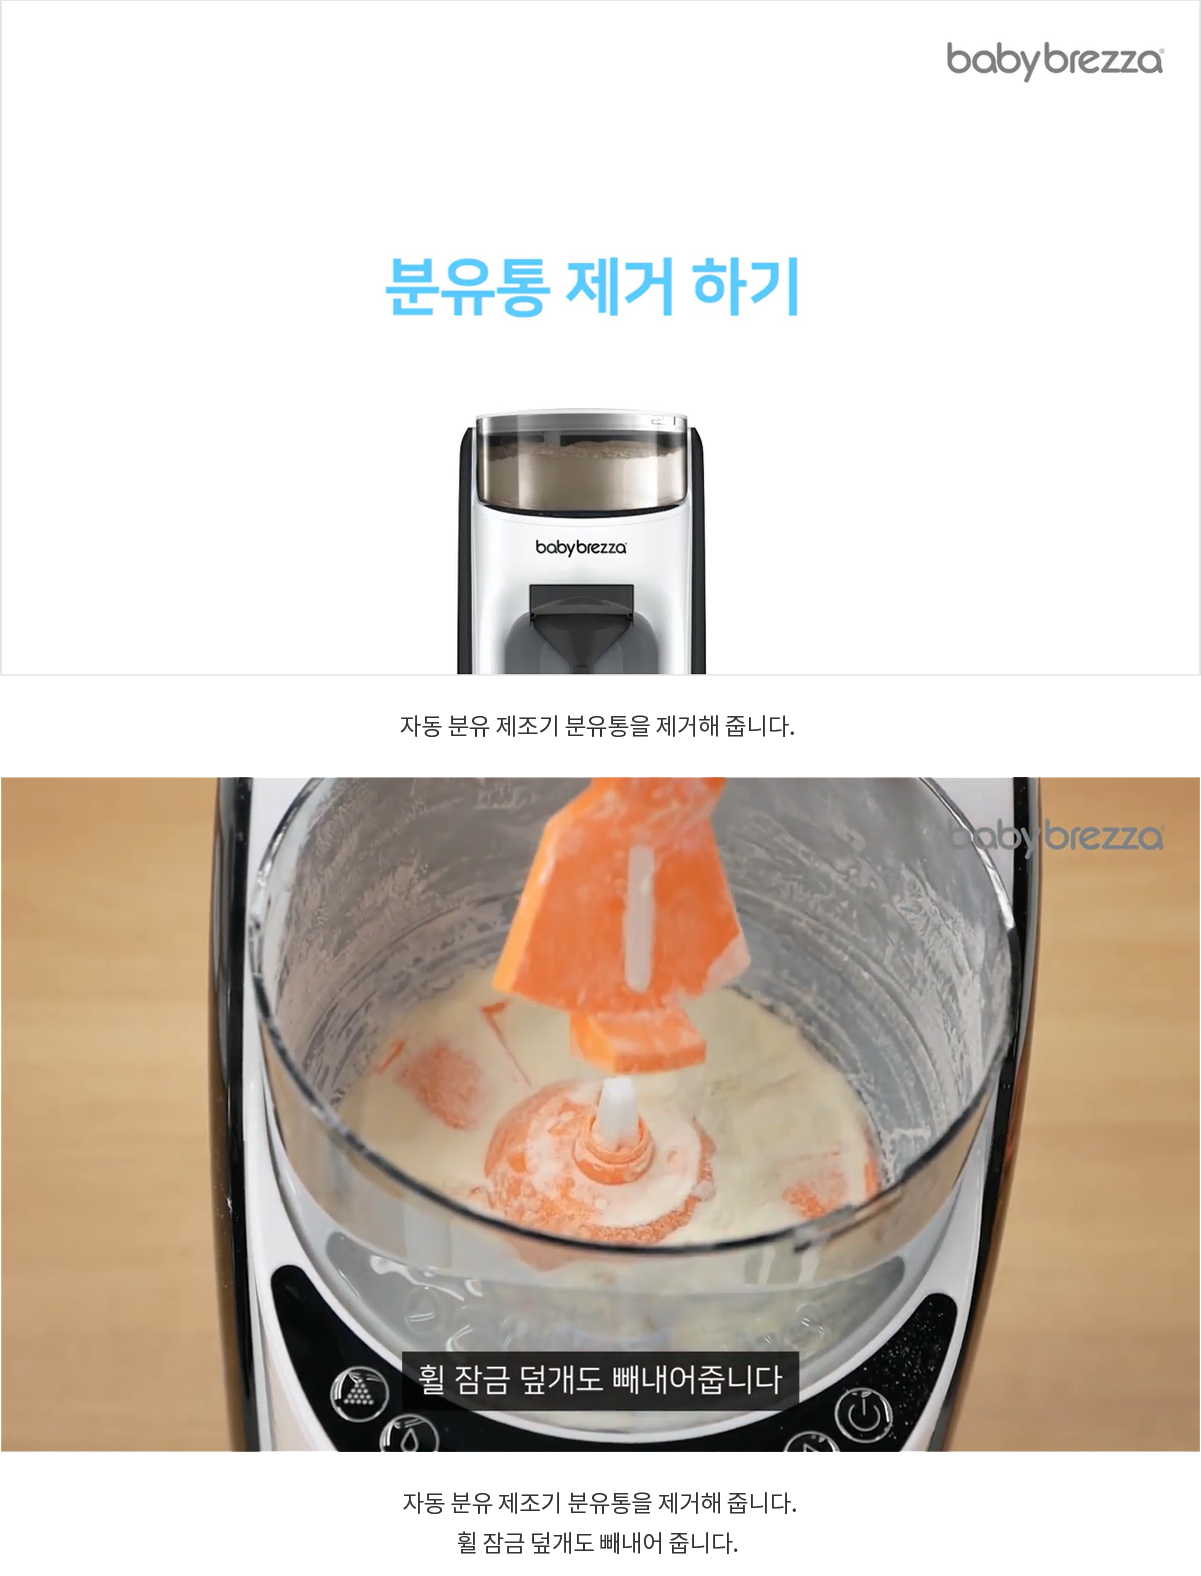 babybrezza
분유통 제거 하기
babybrezza
자동 분유 제조기 분유통을 제거해 줍니다.
babybrezza
휠 잠금 덮개도 빼내어줍니다
자동 분유 제조기 분유통을 제거해 줍니다.
휠 잠금 덮개도 빼내어 줍니다.